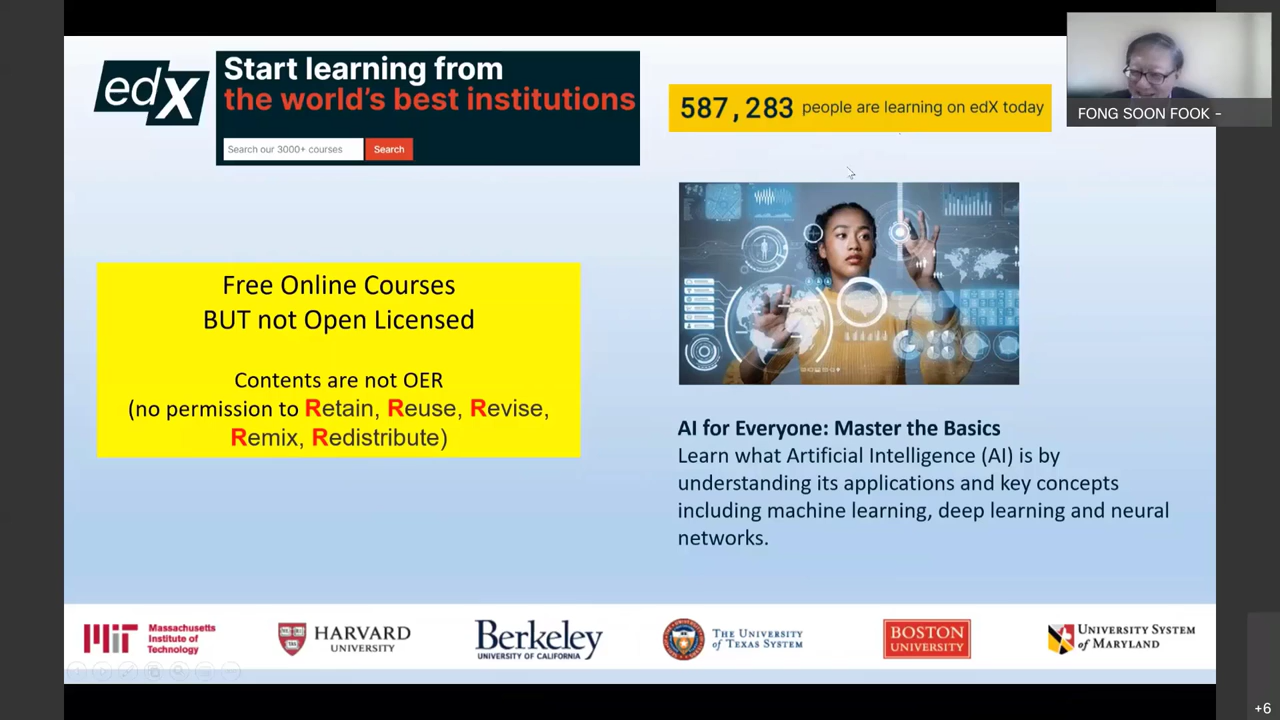 edX
Start learning from
the world's best institutions
Search our 3000+ courses
Search
587,283 people are learning on edX today
FONG SOON FOOK -
Free Online Courses
BUT not Open Licensed
Contents are not OER
(no permission to Retain, Reuse, Revise,
Remix, Redistribute)
AI for Everyone: Master the Basics
Learn what Artificial Intelligence (AI) is by
understanding its applications and key concepts
including machine learning, deep learning and neural
networks.
MIT
Massachusetts
Institute of
Technology
HARVARD
UNIVERSITY
Berkeley
UNIVERSITY OF CALIFORNIA
THE UNIVERSITY
OF TEXAS SYSTEM
BOSTON
UNIVERSITY
UNIVERSITY SYSTEM
of MARYLAND
+6